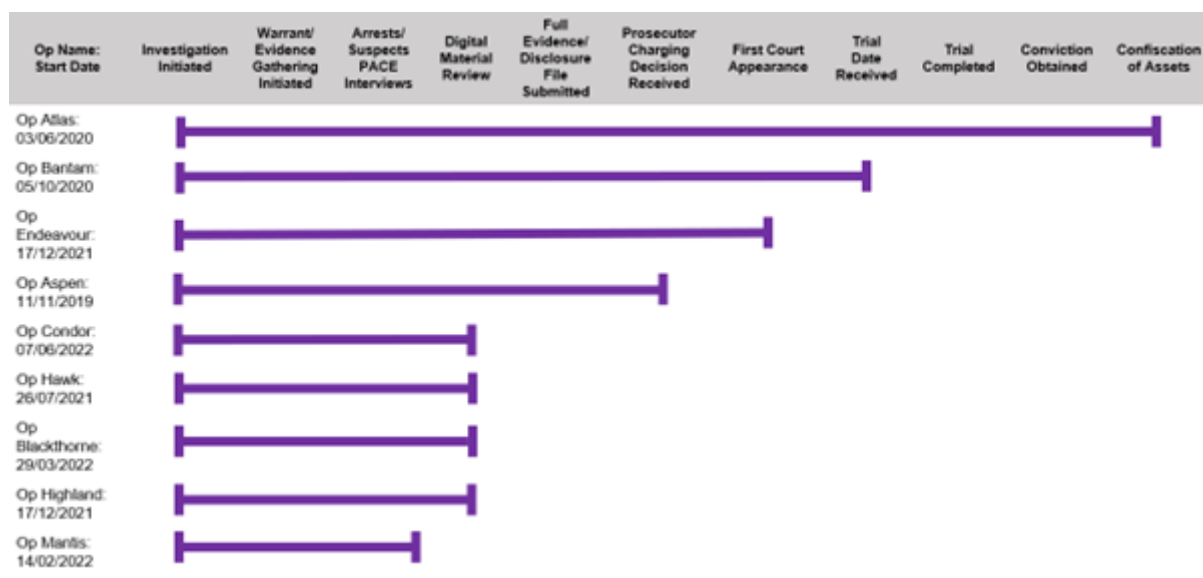 Op Name:
Start Date
Investigation
Initiated
Warrant/
Evidence
Gathering
Initiated
Arrests/
Suspects
PACE
Interviews
Digital
Material
Review
Full
Evidence/
Disclosure
File
Submitted
Prosecutor
Charging
Decision
Received
First Court
Appearance
Trial
Date
Received
Trial
Completed
Conviction
Obtained
Confiscation
of Assets
Op Atlas:
03/06/2020
Op Bantam:
05/10/2020
Op
Endeavour:
17/12/2021
Op Aspen:
11/11/2019
Op Condor:
07/06/2022
Op Hawk:
26/07/2021
Op
Blackthorne:
29/03/2022
Op Highland:
17/12/2021
Op Mantis:
14/02/2022